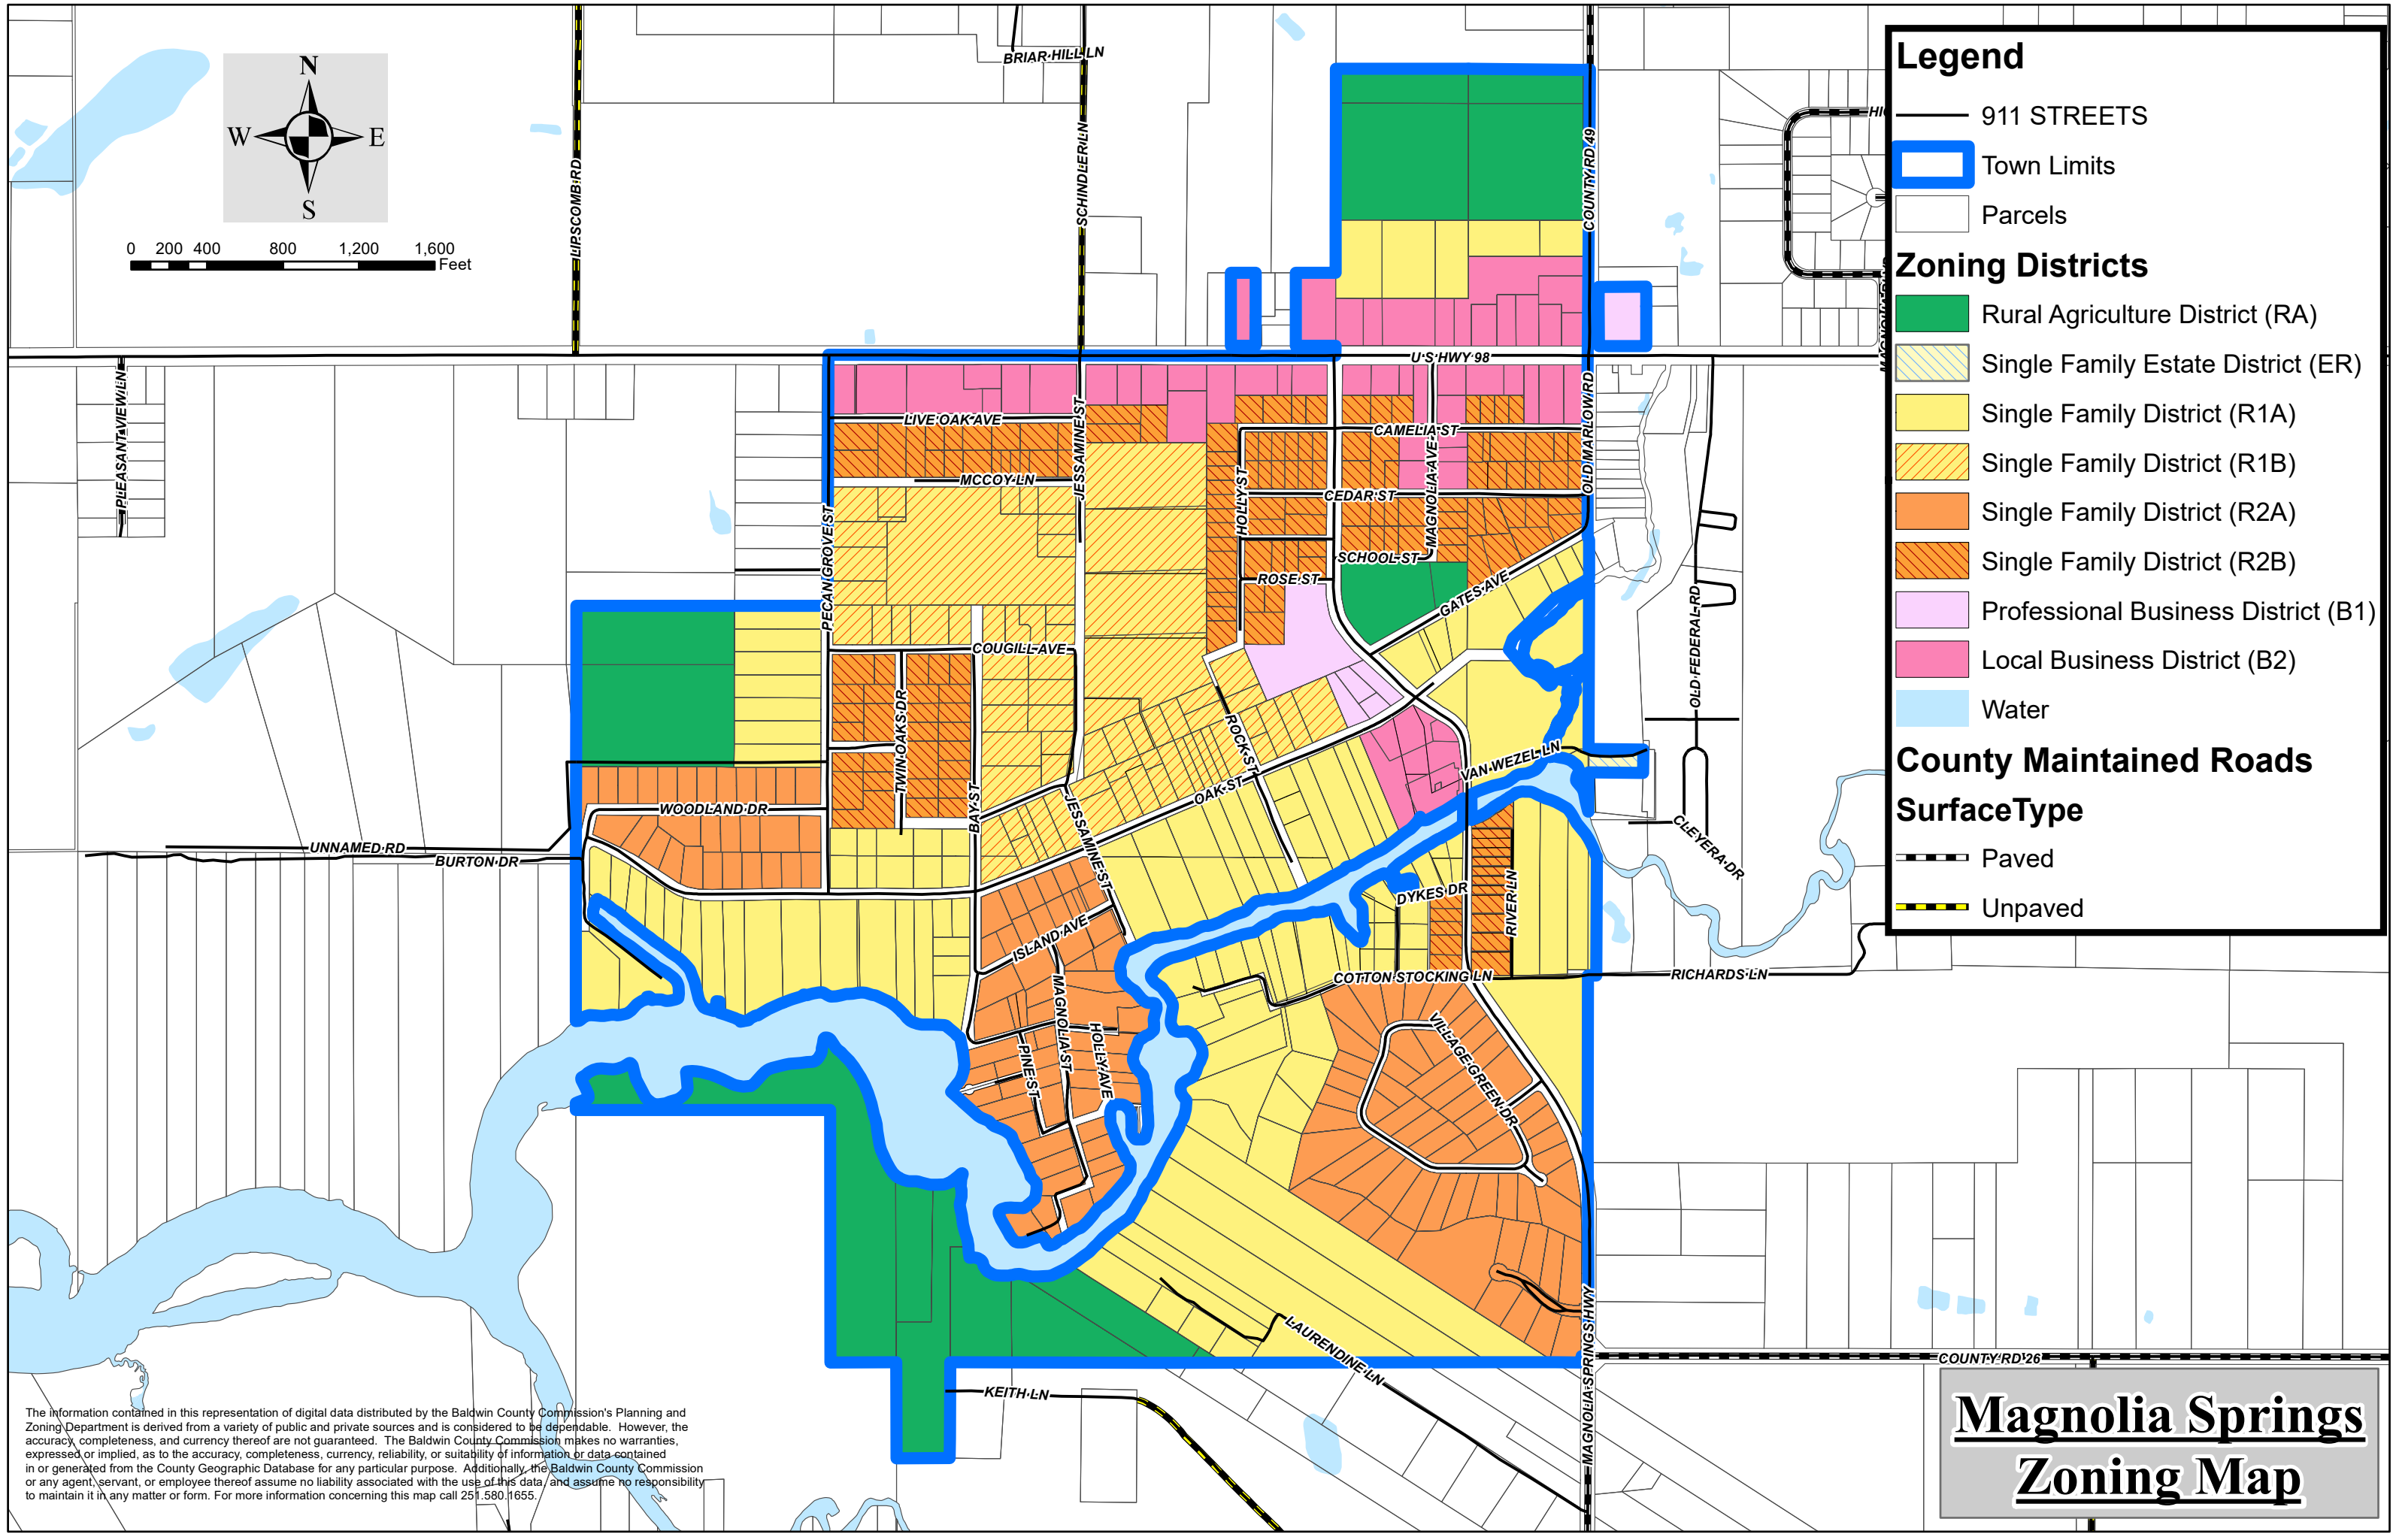 BRIAR HILL LN
N
W
E
S
0 200 400 800 1,200 1,600
Feet
LIPSCOMB RD
SCHINDLER LN
COUNTY RD 49
U S HWY 98
PLEASANT VIEW LN
LIVE OAK AVE
JESSAMINE ST
CAMELIA ST
OLD MARLOW RD
MCCOY LN
HOLLY ST
CEDAR ST
MAGNOLIA AVE
PECAN GROVE ST
SCHOOL ST
ROSE ST
GATES AVE
OLD FEDERAL RD
COUGILL AVE
TWIN OAKS DR
ROCK ST
VAN WEZEL LN
BAY ST
OAK ST
WOODLAND DR
JESSAMINE ST
UNNAMED RD
BURTON DR
CLEYERA DR
DYKES DR
RIVER LN
ISLAND AVE
COTTON STOCKING LN
RICHARDS LN
MAGNOLIA ST
HOLLY AVE
PINE ST
VILLAGE GREEN DR
LAURENDINE LN
MAGNOLIA SPRINGS HWY
COUNTY RD 26
KEITH LN
Legend
911 STREETS
Town Limits
Parcels
Zoning Districts
Rural Agriculture District (RA)
Single Family Estate District (ER)
Single Family District (R1A)
Single Family District (R1B)
Single Family District (R2A)
Single Family District (R2B)
Professional Business District (B1)
Local Business District (B2)
Water
County Maintained Roads
SurfaceType
Paved
Unpaved
The information contained in this representation of digital data distributed by the Baldwin County Commission's Planning and
Zoning Department is derived from a variety of public and private sources and is considered to be dependable. However, the
accuracy, completeness, and currency thereof are not guaranteed. The Baldwin County Commission makes no warranties,
expressed or implied, as to the accuracy, completeness, currency, reliability, or suitability of information or data contained
in or generated from the County Geographic Database for any particular purpose. Additionally, the Baldwin County Commission
or any agent, servant, or employee thereof assume no liability associated with the use of this data, and assume no responsibility
to maintain it in any matter or form. For more information concerning this map call 251.580.1655.
Magnolia Springs
Zoning Map